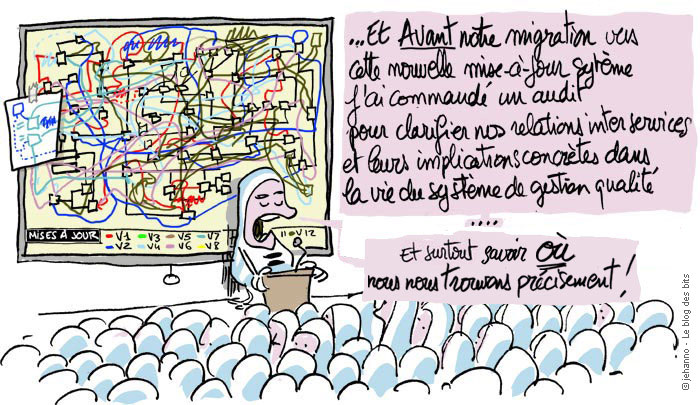 ...Et Avant notre migration vers
cette nouvelle mise-à-jour système
j'ai commandé un audit
pour clarifier nos relations inter services
et leurs implications concrètes dans
la vie du système de gestion qualité
....
Et surtout savoir où
nous nous trouvons précisément !
MISES À JOUR
V1 V3 V5 V7
V2 V4 V6 V8
V12
© jehanno - Le blog des bits